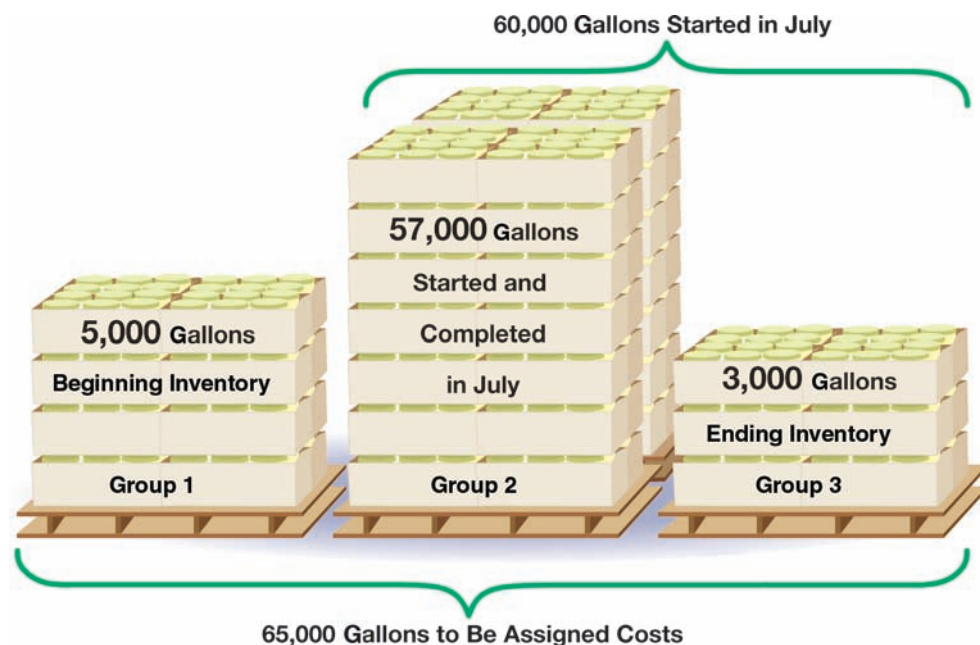 60,000 Gallons Started in July
57,000 Gallons
Started and
Completed
in July
Group 2
5,000 Gallons
Beginning Inventory
Group 1
3,000 Gallons
Ending Inventory
Group 3
65,000 Gallons to Be Assigned Costs